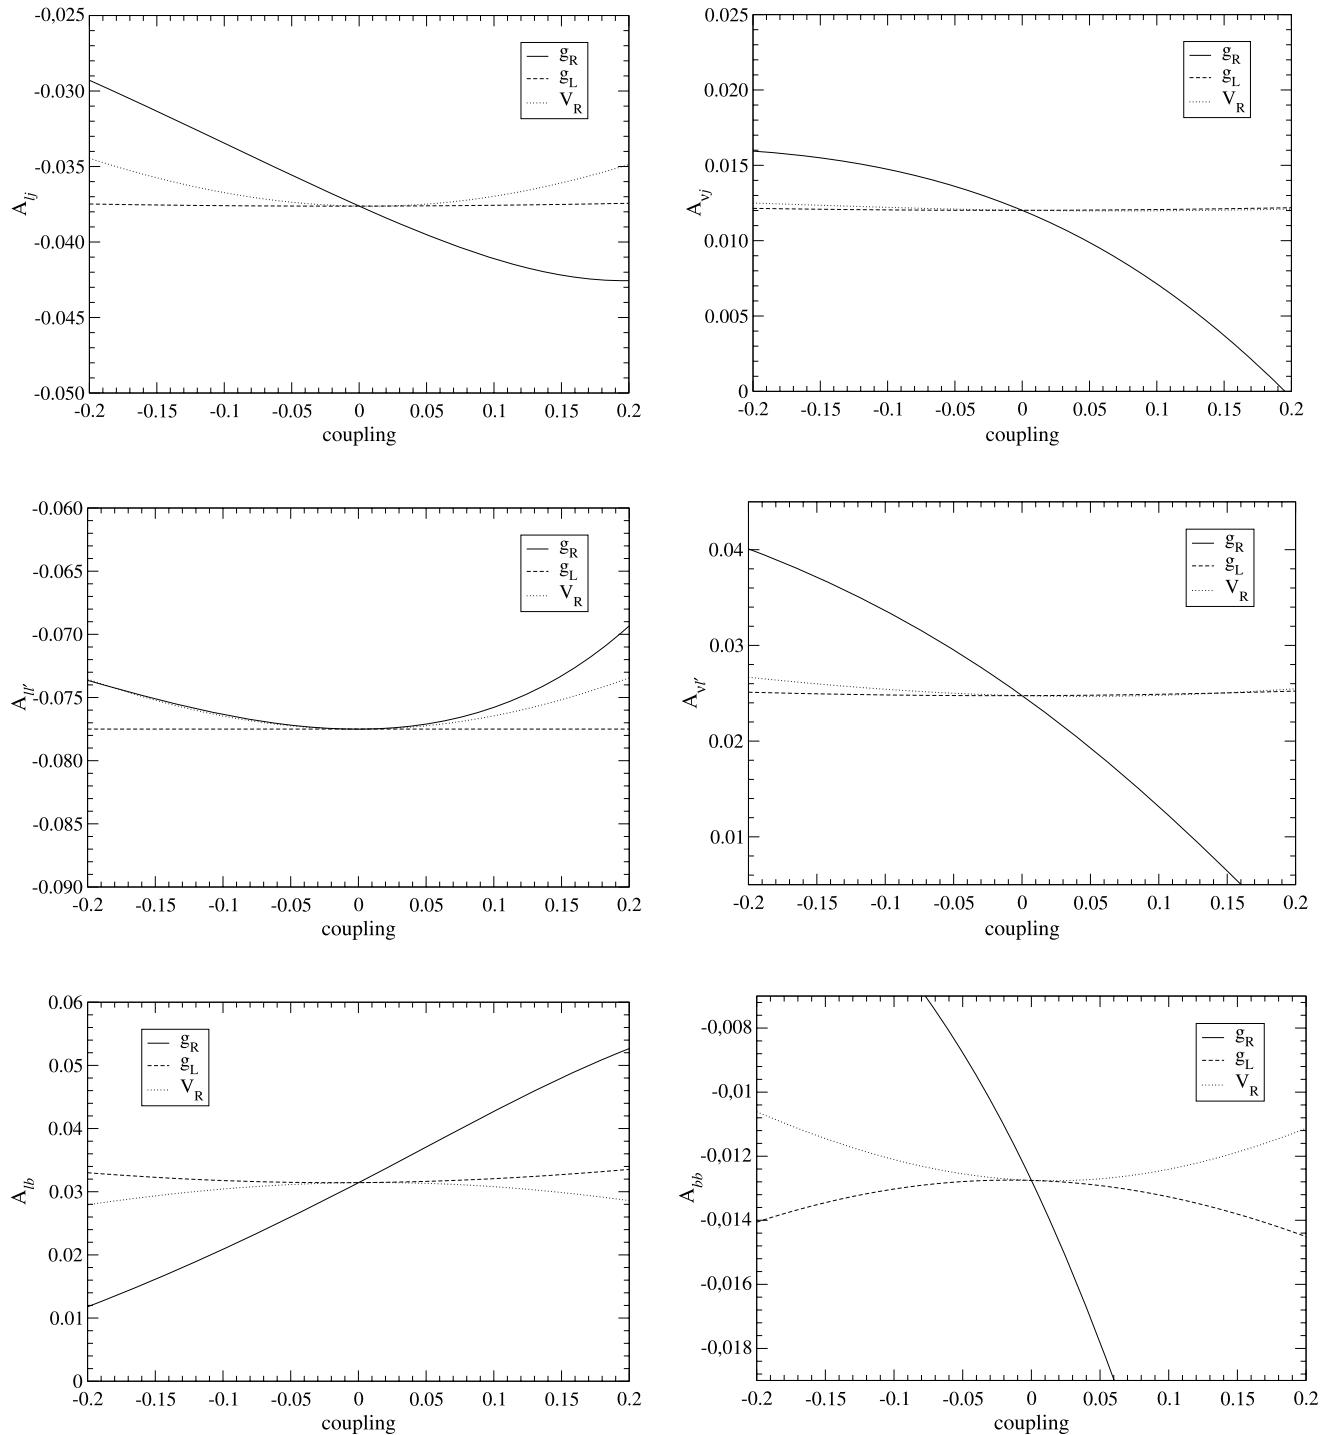 -0.025
-0.030
-0.035
-0.040
-0.045
-0.050
A_lj
g_R
g_L
V_R
-0.2 -0.15 -0.1 -0.05 0 0.05 0.1 0.15 0.2
coupling
0.025
0.020
0.015
0.010
0.005
0
A_νj
g_R
g_L
V_R
-0.2 -0.15 -0.1 -0.05 0 0.05 0.1 0.15 0.2
coupling
-0.060
-0.065
-0.070
-0.075
-0.080
-0.085
-0.090
A_ll'
g_R
g_L
V_R
-0.2 -0.15 -0.1 -0.05 0 0.05 0.1 0.15 0.2
coupling
0.04
0.03
0.02
0.01
A_νl'
g_R
g_L
V_R
-0.2 -0.15 -0.1 -0.05 0 0.05 0.1 0.15 0.2
coupling
0.06
0.05
0.04
0.03
0.02
0.01
0
A_lb
g_R
g_L
V_R
-0.2 -0.15 -0.1 -0.05 0 0.05 0.1 0.15 0.2
coupling
-0,008
-0,01
-0,012
-0,014
-0,016
-0,018
A_bb
g_R
g_L
V_R
-0.2 -0.15 -0.1 -0.05 0 0.05 0.1 0.15 0.2
coupling